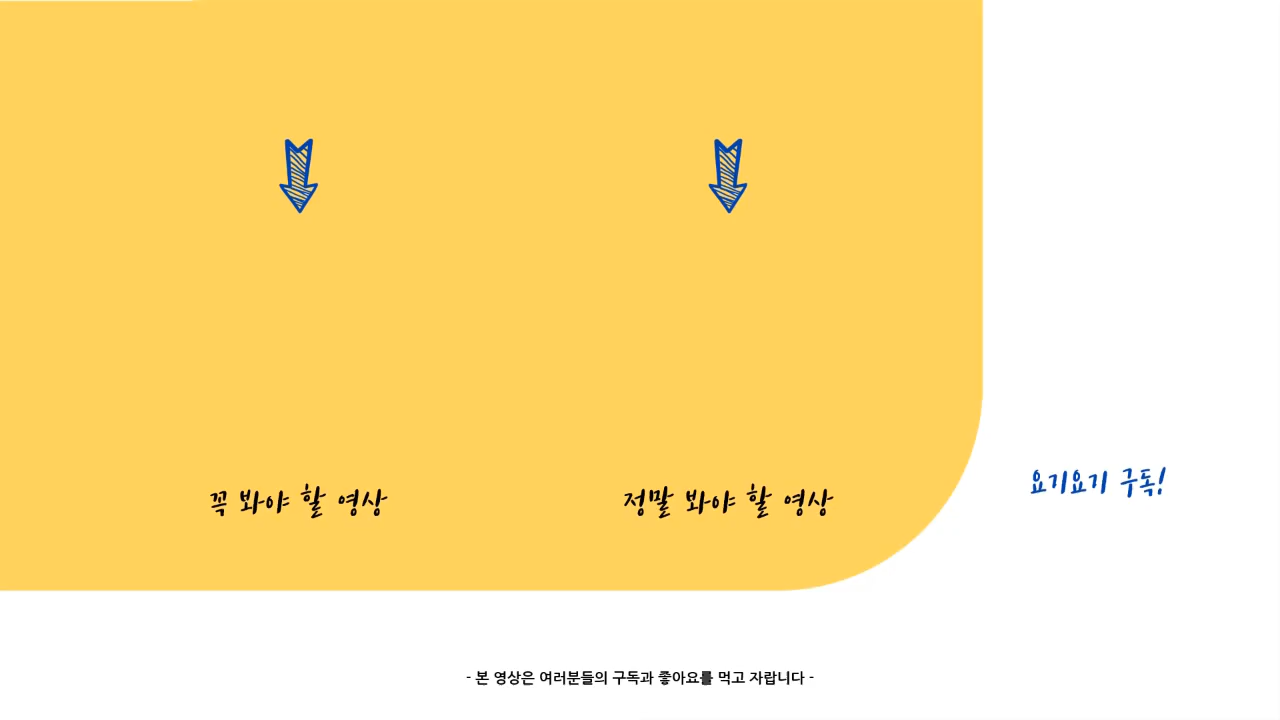 꼭 봐야 할 영상
정말 봐야 할 영상
요기요기 구독!
- 본 영상은 여러분들의 구독과 좋아요를 먹고 자랍니다 -